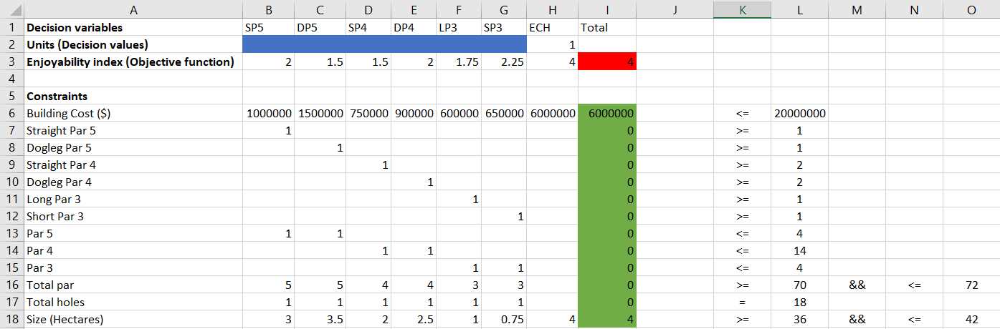 A B C D E F G H I J K L M N O
1 Decision variables SP5 DP5 SP4 DP4 LP3 SP3 ECH Total
2 Units (Decision values) 1
3 Enjoyability index (Objective function) 2 1.5 1.5 2 1.75 2.25 4 4
4
5 Constraints
6 Building Cost ($) 1000000 1500000 750000 900000 600000 650000 6000000 6000000 <= 20000000
7 Straight Par 5 1 0 >= 1
8 Dogleg Par 5 1 0 >= 1
9 Straight Par 4 1 0 >= 2
10 Dogleg Par 4 1 0 >= 2
11 Long Par 3 1 0 >= 1
12 Short Par 3 1 0 >= 1
13 Par 5 1 1 0 <= 4
14 Par 4 1 1 0 <= 14
15 Par 3 1 1 0 <= 4
16 Total par 5 5 4 4 3 3 0 >= 70 && <= 72
17 Total holes 1 1 1 1 1 1 0 = 18
18 Size (Hectares) 3 3.5 2 2.5 1 0.75 4 4 >= 36 && <= 42